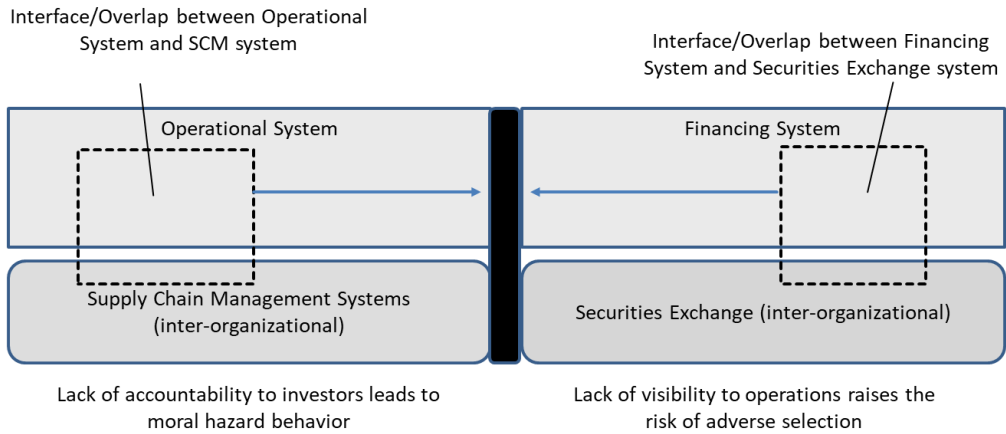 Interface/Overlap between Operational
System and SCM system
Interface/Overlap between Financing
System and Securities Exchange system
Operational System
Financing System
Supply Chain Management Systems
(inter-organizational)
Securities Exchange (inter-organizational)
Lack of accountability to investors leads to
moral hazard behavior
Lack of visibility to operations raises the
risk of adverse selection